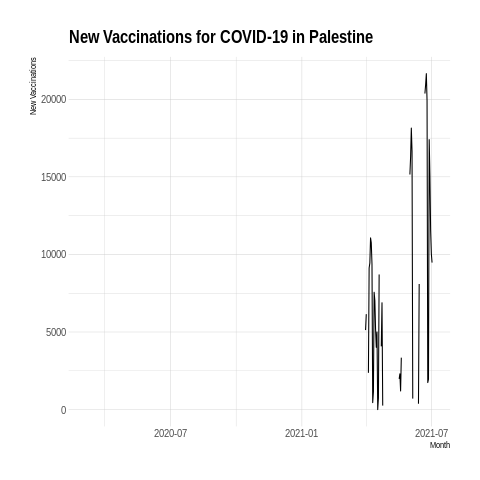 New Vaccinations for COVID-19 in Palestine
New Vaccinations
20000
15000
10000
5000
0
2020-07
2021-01
2021-07
Month